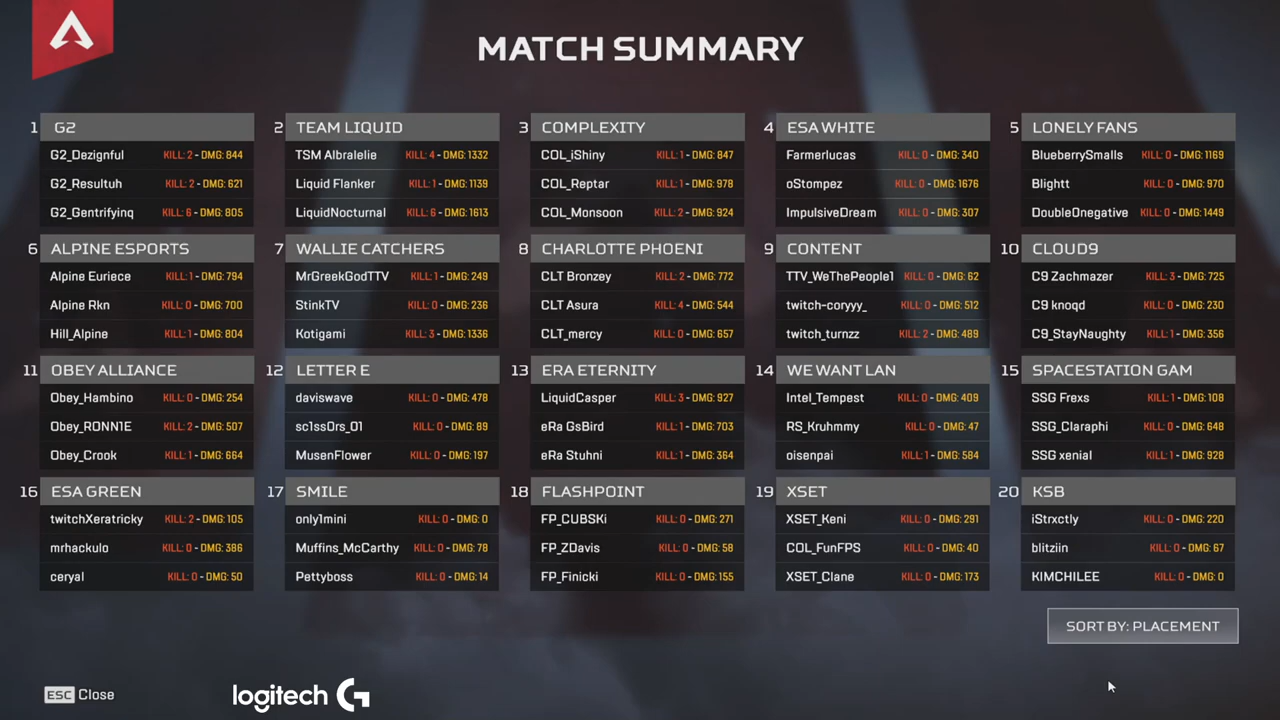 MATCH SUMMARY
1 G2
G2_Dezignful KILL: 2 - DMG: 844
G2_Resultuh KILL: 2 - DMG: 621
G2_Gentrifyinq KILL: 6 - DMG: 805
2 TEAM LIQUID
TSM Albralelie KILL: 4 - DMG: 1332
Liquid Flanker KILL: 1 - DMG: 1139
LiquidNocturnal KILL: 6 - DMG: 1613
3 COMPLEXITY
COL_iShiny KILL: 1 - DMG: 847
COL_Reptar KILL: 1 - DMG: 978
COL_Monsoon KILL: 2 - DMG: 924
4 ESA WHITE
Farmerlucas KILL: 0 - DMG: 340
oStompez KILL: 0 - DMG: 1676
ImpulsiveDream KILL: 0 - DMG: 307
5 LONELY FANS
BlueberrySmalls KILL: 0 - DMG: 1169
Blightt KILL: 0 - DMG: 970
DoubleOnegative KILL: 0 - DMG: 1449
6 ALPINE ESPORTS
Alpine Euriece KILL: 1 - DMG: 794
Alpine Rkn KILL: 0 - DMG: 700
Hill_Alpine KILL: 1 - DMG: 804
7 WALLIE CATCHERS
MrGreekGodTTV KILL: 1 - DMG: 249
StinkTV KILL: 0 - DMG: 236
Kotigami KILL: 3 - DMG: 1336
8 CHARLOTTE PHOENI
CLT Bronzey KILL: 2 - DMG: 772
CLT Asura KILL: 4 - DMG: 544
CLT_mercy KILL: 0 - DMG: 657
9 CONTENT
TTV_WeThePeople1 KILL: 0 - DMG: 62
twitch-coryyy_ KILL: 0 - DMG: 512
twitch_turnzz KILL: 2 - DMG: 489
10 CLOUD9
C9 Zachmazer KILL: 3 - DMG: 725
C9 knoqd KILL: 0 - DMG: 230
C9_StayNaughty KILL: 1 - DMG: 356
11 OBEY ALLIANCE
Obey_Hambino KILL: 0 - DMG: 254
Obey_RONN1E KILL: 2 - DMG: 507
Obey_Crook KILL: 1 - DMG: 664
12 LETTER E
daviswave KILL: 0 - DMG: 478
sc1ss0rs_01 KILL: 0 - DMG: 89
MusenFlower KILL: 0 - DMG: 197
13 ERA ETERNITY
LiquidCasper KILL: 3 - DMG: 927
eRa GsBird KILL: 1 - DMG: 703
eRa Stuhni KILL: 1 - DMG: 364
14 WE WANT LAN
Intel_Tempest KILL: 0 - DMG: 409
RS_Kruhmmy KILL: 0 - DMG: 47
oisenpai KILL: 1 - DMG: 584
15 SPACESTATION GAM
SSG Frexs KILL: 1 - DMG: 108
SSG_Claraphi KILL: 0 - DMG: 648
SSG xenial KILL: 1 - DMG: 928
16 ESA GREEN
twitchXeratricky KILL: 2 - DMG: 105
mrhackulo KILL: 0 - DMG: 386
ceryal KILL: 0 - DMG: 50
17 SMILE
only1mini KILL: 0 - DMG: 0
Muffins_McCarthy KILL: 0 - DMG: 78
Pettyboss KILL: 0 - DMG: 14
18 FLASHPOINT
FP_CUBSKi KILL: 0 - DMG: 271
FP_ZDavis KILL: 0 - DMG: 58
FP_Finicki KILL: 0 - DMG: 155
19 XSET
XSET_Keni KILL: 0 - DMG: 291
COL_FunFPS KILL: 0 - DMG: 40
XSET_Clane KILL: 0 - DMG: 173
20 KSB
iStrxctly KILL: 0 - DMG: 220
blitziin KILL: 0 - DMG: 67
KIMCHILEE KILL: 0 - DMG: 0
SORT BY: PLACEMENT
ESC Close
logitech G